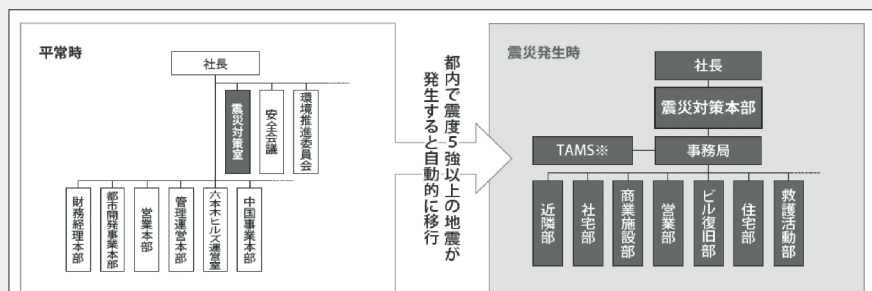 平常時
社長
震災対策室
安全会議
環境推進委員会
財務経理本部
都市開発事業本部
営業本部
管理運営本部
六本木ヒルズ運営室
中国事業本部
都内で震度5強以上の地震が
発生すると自動的に移行
震災発生時
社長
震災対策本部
TAMS※
事務局
近隣部
社宅部
商業施設部
営業部
ビル復旧部
住宅部
救護活動部